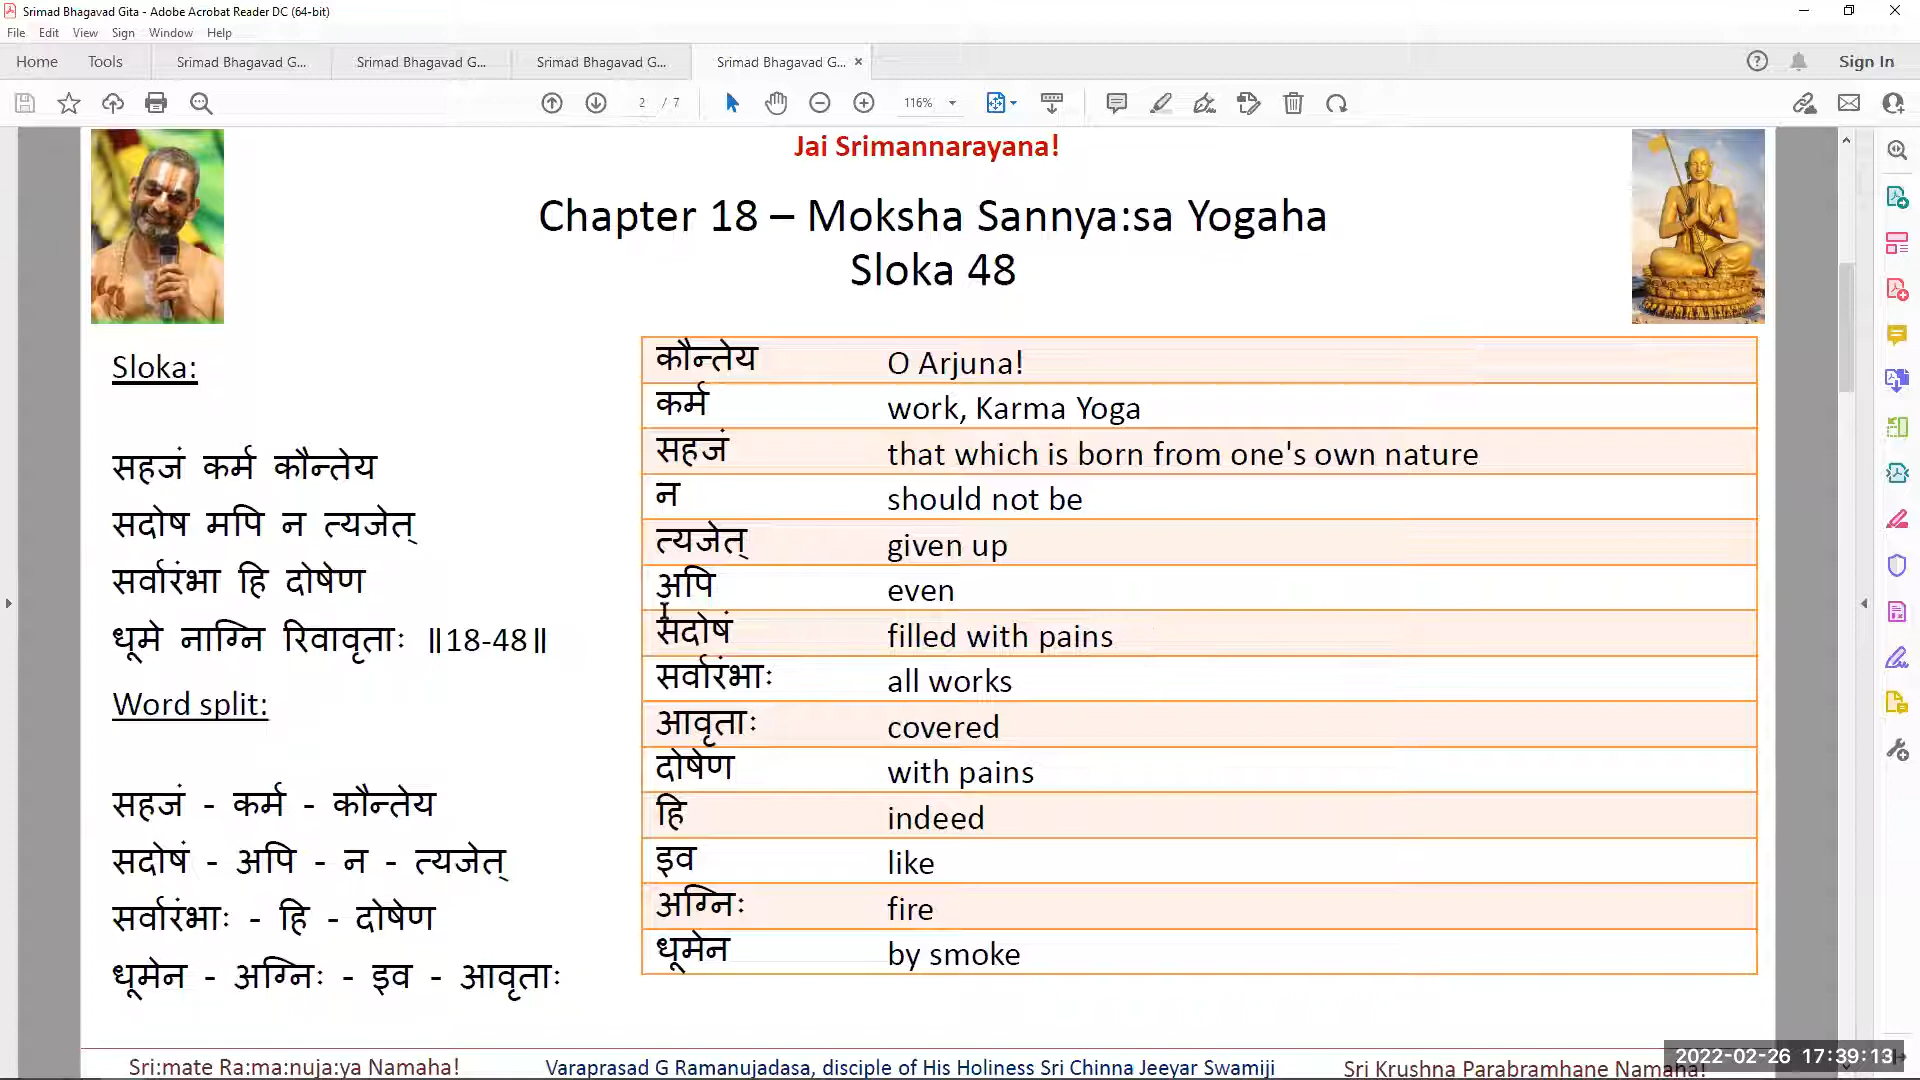 Srimad Bhagavad Gita - Adobe Acrobat Reader DC (64-bit)
File Edit View Sign Window Help
Home Tools Srimad Bhagavad G... Srimad Bhagavad G... Srimad Bhagavad G... Srimad Bhagavad G... × Sign In
2 / 7 116%
Jai Srimannarayana!
Chapter 18 – Moksha Sannya:sa Yogaha
Sloka 48
Sloka:
सहजं कर्म कौन्तेय
सदोष मपि न त्यजेत्
सर्वारंभा हि दोषेण
धूमे नाग्नि रिवावृताः ॥18-48॥
Word split:
सहजं - कर्म - कौन्तेय
सदोषं - अपि - न - त्यजेत्
सर्वारंभाः - हि - दोषेण
धूमेन - अग्निः - इव - आवृताः
कौन्तेय O Arjuna!
कर्म work, Karma Yoga
सहजं that which is born from one's own nature
न should not be
त्यजेत् given up
अपि even
सदोषं filled with pains
सर्वारंभाः all works
आवृताः covered
दोषेण with pains
हि indeed
इव like
अग्निः fire
धूमेन by smoke
Sri:mate Ra:ma:nuja:ya Namaha! Varaprasad G Ramanujadasa, disciple of His Holiness Sri Chinna Jeeyar Swamiji Sri Krushna Parabramhane Namaha!
2022-02-26 17:39:13